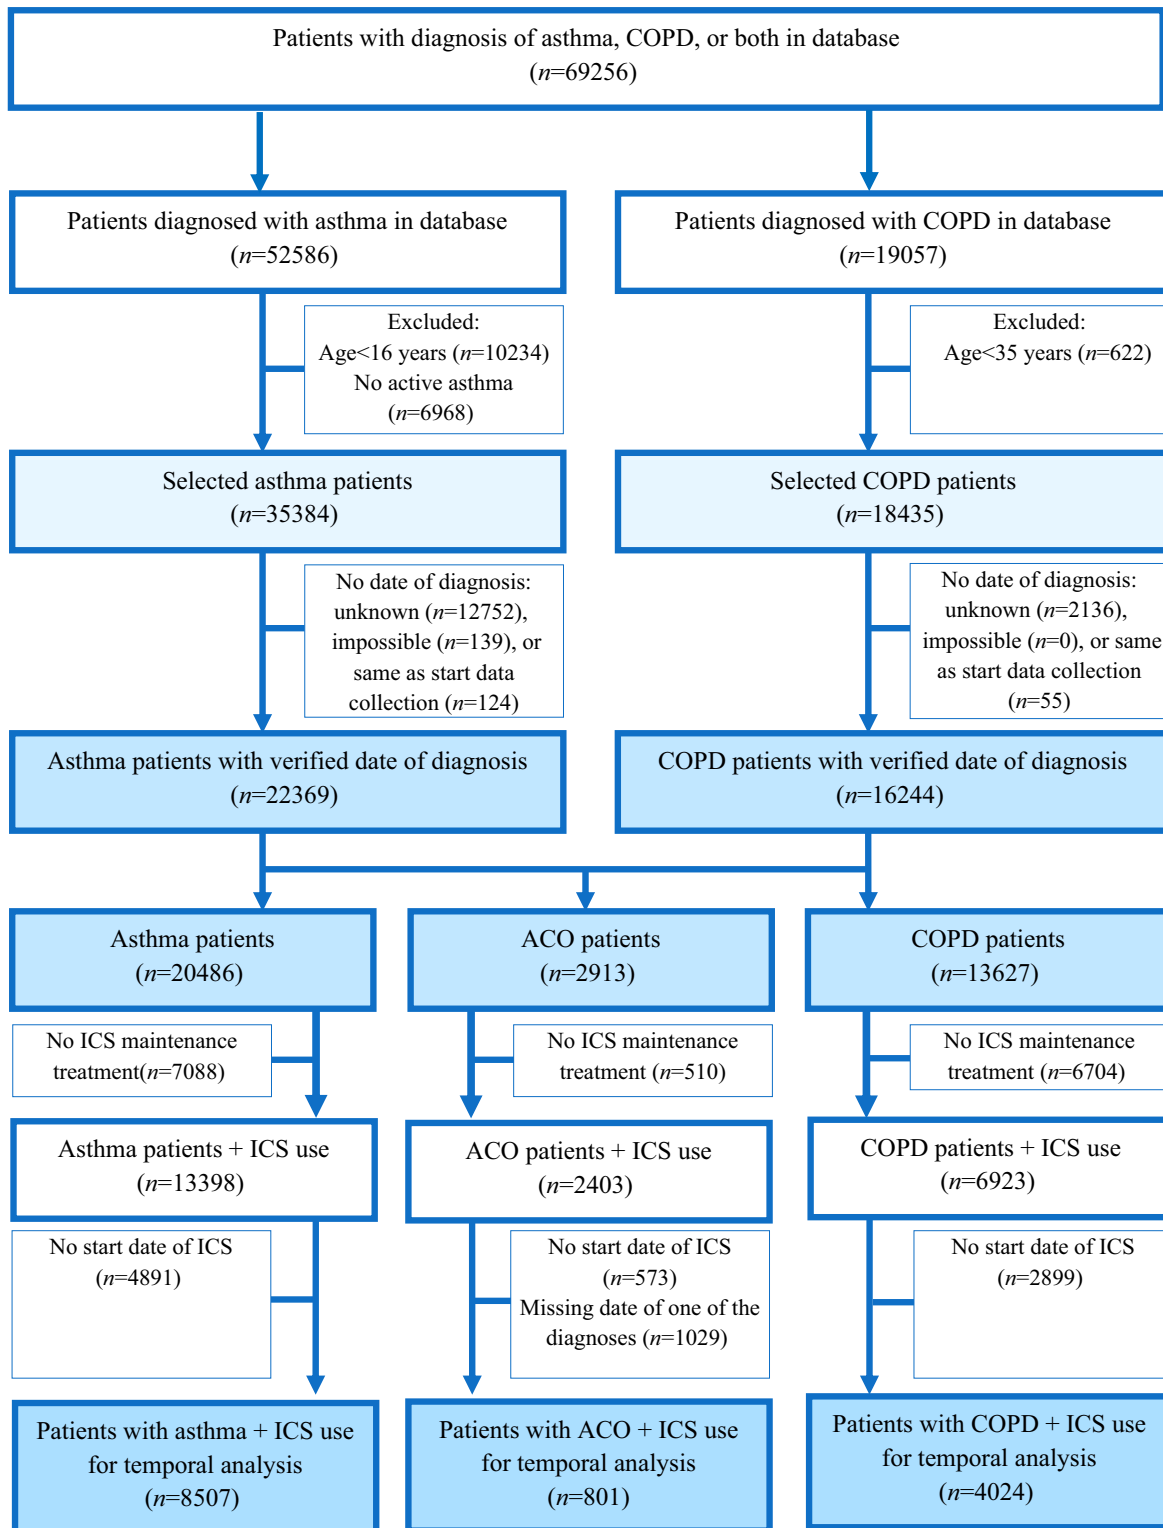 Patients with diagnosis of asthma, COPD, or both in database
(n=69256)
Patients diagnosed with asthma in database
(n=52586)
Patients diagnosed with COPD in database
(n=19057)
Excluded:
Age<16 years (n=10234)
No active asthma
(n=6968)
Excluded:
Age<35 years (n=622)
Selected asthma patients
(n=35384)
Selected COPD patients
(n=18435)
No date of diagnosis:
unknown (n=12752),
impossible (n=139), or
same as start data
collection (n=124)
No date of diagnosis:
unknown (n=2136),
impossible (n=0), or same
as start data collection
(n=55)
Asthma patients with verified date of diagnosis
(n=22369)
COPD patients with verified date of diagnosis
(n=16244)
Asthma patients
(n=20486)
ACO patients
(n=2913)
COPD patients
(n=13627)
No ICS maintenance
treatment(n=7088)
No ICS maintenance
treatment (n=510)
No ICS maintenance
treatment (n=6704)
Asthma patients + ICS use
(n=13398)
ACO patients + ICS use
(n=2403)
COPD patients + ICS use
(n=6923)
No start date of ICS
(n=4891)
No start date of ICS
(n=573)
Missing date of one of the
diagnoses (n=1029)
No start date of ICS
(n=2899)
Patients with asthma + ICS use
for temporal analysis
(n=8507)
Patients with ACO + ICS use
for temporal analysis
(n=801)
Patients with COPD + ICS use
for temporal analysis
(n=4024)